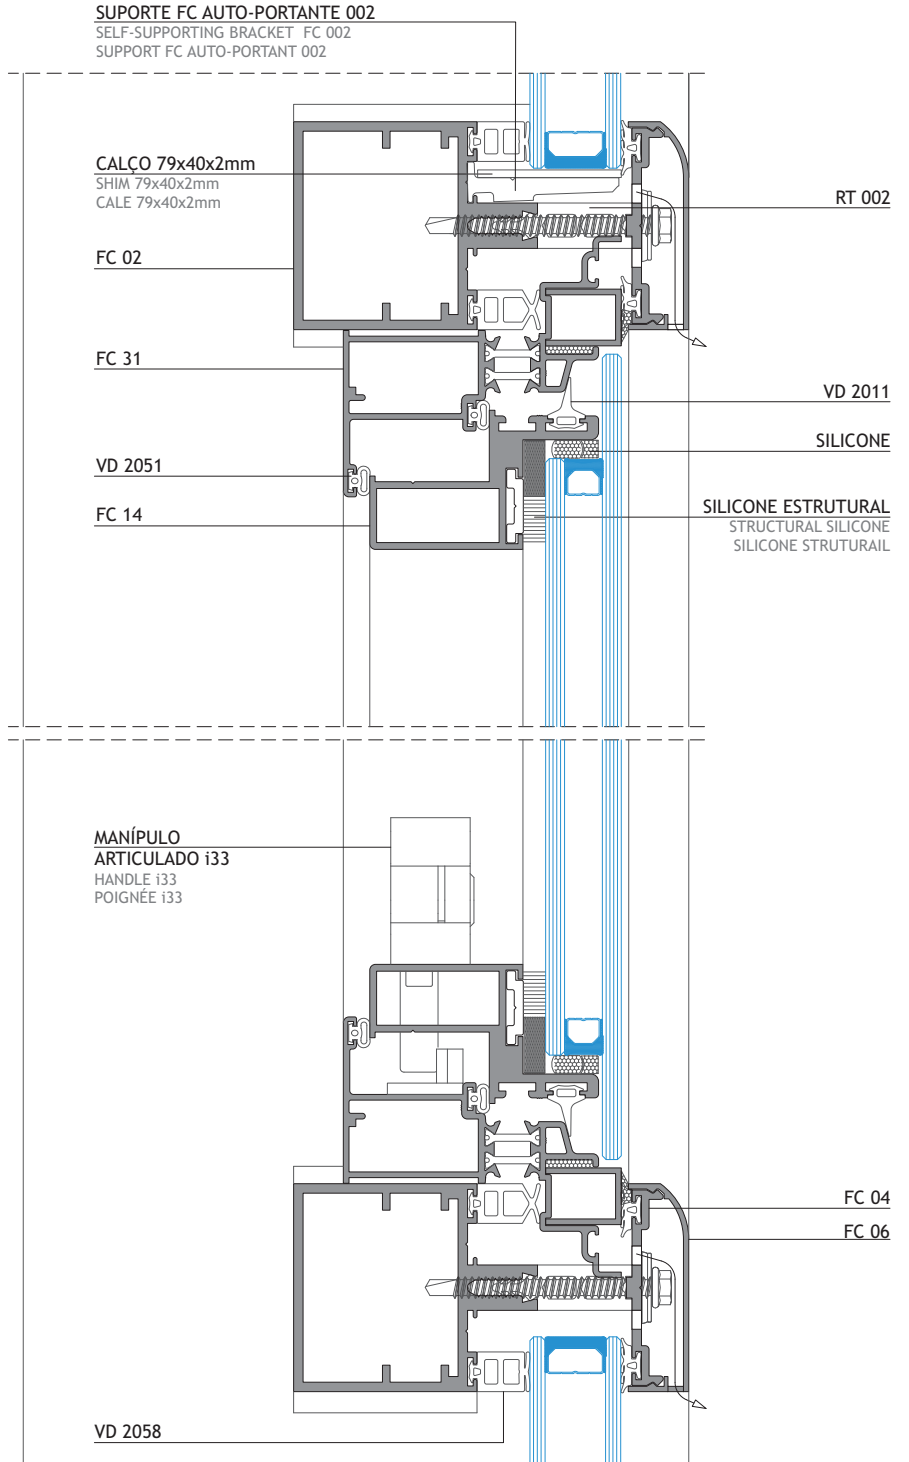 SUPORTE FC AUTO-PORTANTE 002
SELF-SUPPORTING BRACKET FC 002
SUPPORT FC AUTO-PORTANT 002
CALÇO 79x40x2mm
SHIM 79x40x2mm
CALE 79x40x2mm
RT 002
FC 02
FC 31
VD 2011
SILICONE
VD 2051
FC 14
SILICONE ESTRUTURAL
STRUCTURAL SILICONE
SILICONE STRUTURAIL
MANÍPULO
ARTICULADO i33
HANDLE i33
POIGNÉE i33
FC 04
FC 06
VD 2058